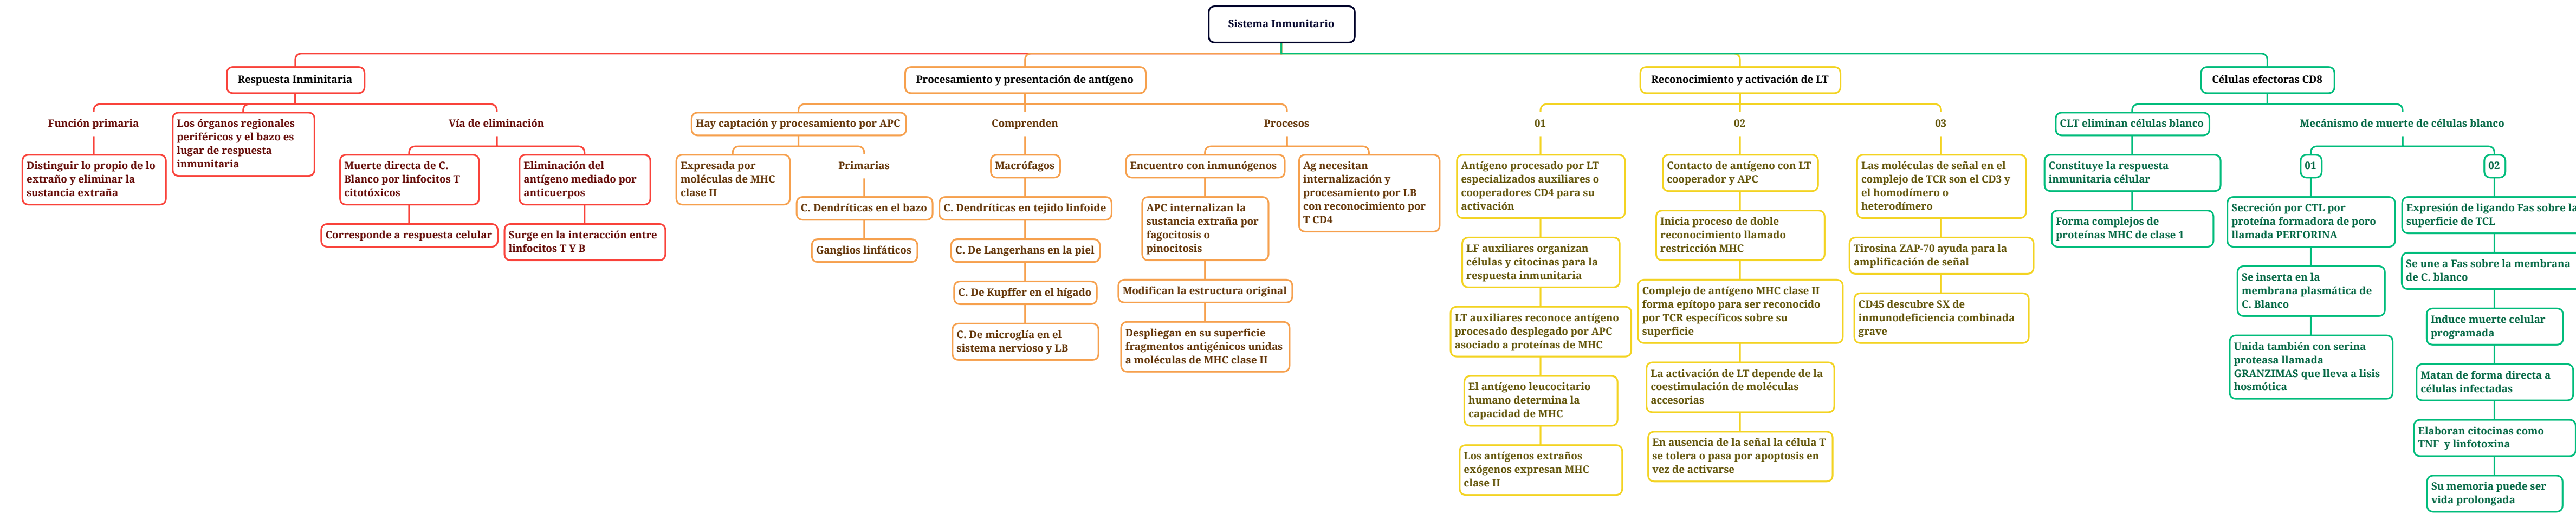 Sistema Inmunitario
Respuesta Inminitaria
Función primaria
Distinguir lo propio de lo
extraño y eliminar la
sustancia extraña
Los órganos regionales
periféricos y el bazo es
lugar de respuesta
inmunitaria
Vía de eliminación
Muerte directa de C.
Blanco por linfocitos T
citotóxicos
Corresponde a respuesta celular
Eliminación del
antígeno mediado por
anticuerpos
Surge en la interacción entre
linfocitos T Y B
Procesamiento y presentación de antígeno
Hay captación y procesamiento por APC
Expresada por
moléculas de MHC
clase II
Primarias
C. Dendríticas en el bazo
Ganglios linfáticos
Comprenden
Macrófagos
C. Dendríticas en tejido linfoide
C. De Langerhans en la piel
C. De Kupffer en el hígado
C. De microglía en el
sistema nervioso y LB
Procesos
Encuentro con inmunógenos
APC internalizan la
sustancia extraña por
fagocitosis o
pinocitosis
Modifican la estructura original
Despliegan en su superficie
fragmentos antigénicos unidas
a moléculas de MHC clase II
Ag necesitan
internalización y
procesamiento por LB
con reconocimiento por
T CD4
Reconocimiento y activación de LT
01
Antígeno procesado por LT
especializados auxiliares o
cooperadores CD4 para su
activación
LF auxiliares organizan
células y citocinas para la
respuesta inmunitaria
LT auxiliares reconoce antígeno
procesado desplegado por APC
asociado a proteínas de MHC
El antígeno leucocitario
humano determina la
capacidad de MHC
Los antígenos extraños
exógenos expresan MHC
clase II
02
Contacto de antígeno con LT
cooperador y APC
Inicia proceso de doble
reconocimiento llamado
restricción MHC
Complejo de antígeno MHC clase II
forma epítopo para ser reconocido
por TCR específicos sobre su
superficie
La activación de LT depende de la
coestimulación de moléculas
accesorias
En ausencia de la señal la célula T
se tolera o pasa por apoptosis en
vez de activarse
03
Las moléculas de señal en el
complejo de TCR son el CD3 y
el homodímero o
heterodímero
Tirosina ZAP-70 ayuda para la
amplificación de señal
CD45 descubre SX de
inmunodeficiencia combinada
grave
Células efectoras CD8
CLT eliminan células blanco
Constituye la respuesta
inmunitaria célular
Forma complejos de
proteínas MHC de clase 1
Mecánismo de muerte de células blanco
01
Secreción por CTL por
proteína formadora de poro
llamada PERFORINA
Se inserta en la
membrana plasmática de
C. Blanco
Unida también con serina
proteasa llamada
GRANZIMAS que lleva a lisis
hosmótica
02
Expresión de ligando Fas sobre la
superficie de TCL
Se une a Fas sobre la membrana
de C. blanco
Induce muerte celular
programada
Matan de forma directa a
células infectadas
Elaboran citocinas como
TNF y linfotoxina
Su memoria puede ser
vida prolongada